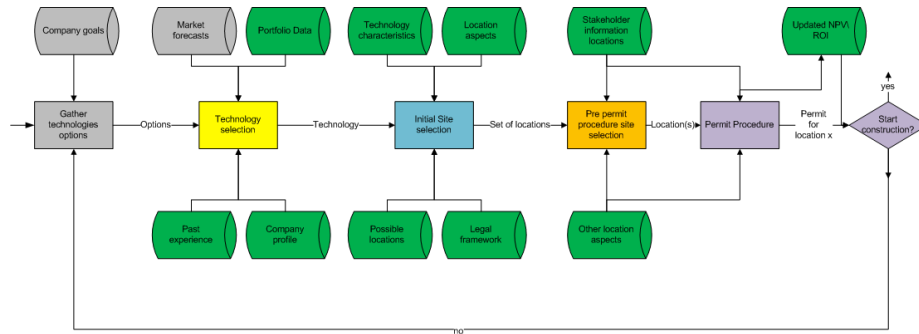 Company goals
Market
forecasts
Portfolio Data
Technology
characteristics
Location
aspects
Stakeholder
information
locations
Updated NPV\
ROI
yes
Gather
technologies
options
Options
Technology
selection
Technology
Initial Site
selection
Set of locations
Pre permit
procedure site
selection
Location(s)
Permit Procedure
Permit
for
location x
Start
construction?
Past
experience
Company
profile
Possible
locations
Legal
framework
Other location
aspects
no